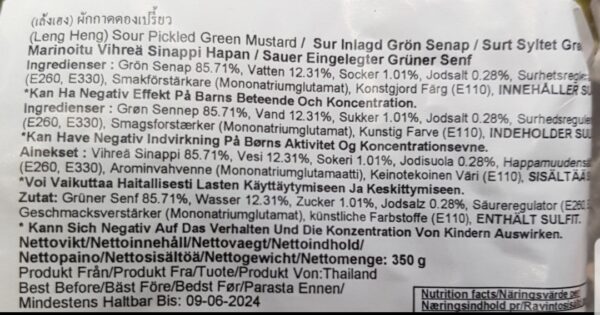 (เล้งเฮง) ผักกาดดองเปรี้ยว
(Leng Heng) Sour Pickled Green Mustard / Sur Inlagd Grön Senap / Surt Syltet Grø
Marinoitu Vihreä Sinappi Hapan / Sauer Eingelegter Grüner Senf
Ingredienser : Grön Senap 85.71%, Vatten 12.31%, Socker 1.01%, Jodsalt 0.28%, Surhetsregle
(E260, E330), Smakförstärkare (Mononatriumglutamat), Konstgjord Färg (E110), INNEHÅLLER SUL
*Kan Ha Negativ Effekt På Barns Beteende Och Koncentration.
Ingredienser : Grøn Sennep 85.71%, Vand 12.31%, Sukker 1.01%, Jodsalt 0.28%, Surhedsregule
(E260, E330), Smagsforstærker (Mononatriumglutamat), Kunstig Farve (E110), INDEHOLDER SUL
*Kan Have Negativ Indvirkning På Børns Aktivitet Og Koncentrationsevne.
Ainekset : Vihreä Sinappi 85.71%, Vesi 12.31%, Sokeri 1.01%, Jodisuola 0.28%, Happamuudensä
(E260, E330), Arominvahvenne (Mononatriumglutamaatti), Keinotekoinen Väri (E110), SISÄLTÄÄ
*Voi Vaikuttaa Haitallisesti Lasten Käyttäytymiseen Ja Keskittymiseen.
Zutat: Grüner Senf 85.71%, Wasser 12.31%, Zucker 1.01%, Jodsalz 0.28%, Säureregulator (E260, E
Geschmacksverstärker (Mononatriumglutamat), künstliche Farbstoffe (E110), ENTHÄLT SULFIT.
* Kann Sich Negativ Auf Das Verhalten Und Die Konzentration Von Kindern Auswirken.
Nettovikt/Nettoinnehåll/Nettovaegt/Nettoindhold/
Nettopaino/Nettosisältöä/Nettogewicht/Nettomenge: 350 g
Produkt Från/Produkt Fra/Tuote/Produkt Von:Thailand
Best Before/Bäst Före/Bedst Før/Parasta Ennen/
Mindestens Haltbar Bis: 09-06-2024
Nutrition facts/Näringsvärde per
Næringsindhold pr/Ravintosisält